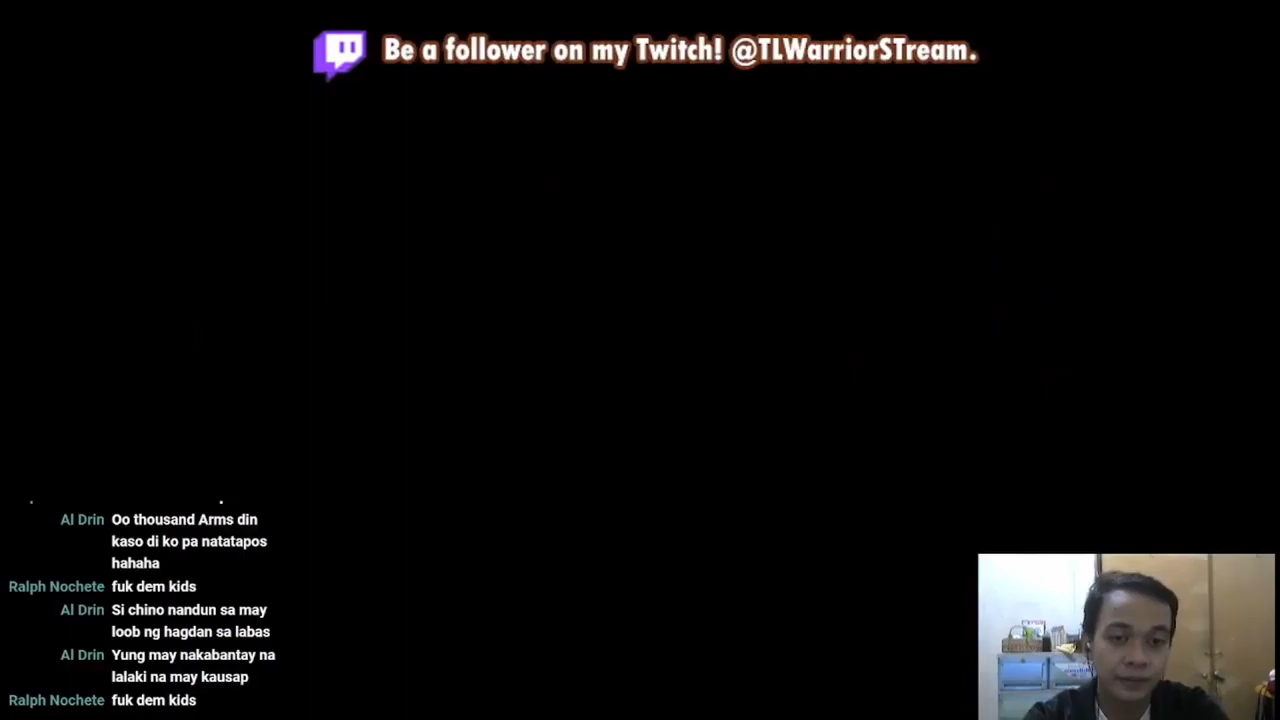 Be a follower on my Twitch! @TLWarriorSTream.
Al Drin Oo thousand Arms din
kaso di ko pa natatapos
hahaha
Ralph Nochete fuk dem kids
Al Drin Si chino nandun sa may
loob ng hagdan sa labas
Al Drin Yung may nakabantay na
lalaki na may kausap
Ralph Nochete fuk dem kids